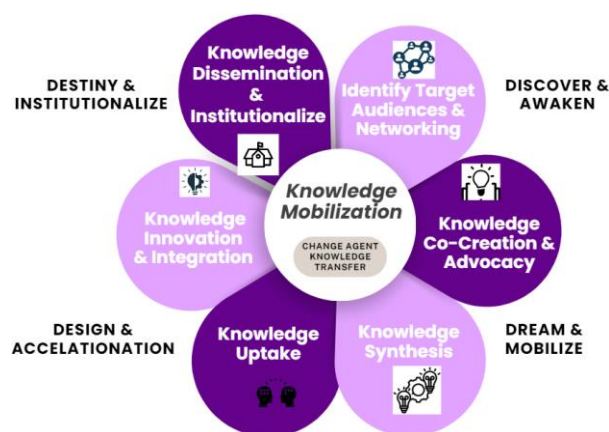 Knowledge
Dissemination
&
Institutionalize
Identify Target
Audiences &
Networking
DESTINY &
INSTITUTIONALIZE
DISCOVER &
AWAKEN
Knowledge
Mobilization
CHANGE AGENT
KNOWLEDGE
TRANSFER
Knowledge
Innovation
& Integration
Knowledge
Co-Creation &
Advocacy
DESIGN &
ACCELATIONATION
Knowledge
Uptake
Knowledge
Synthesis
DREAM &
MOBILIZE